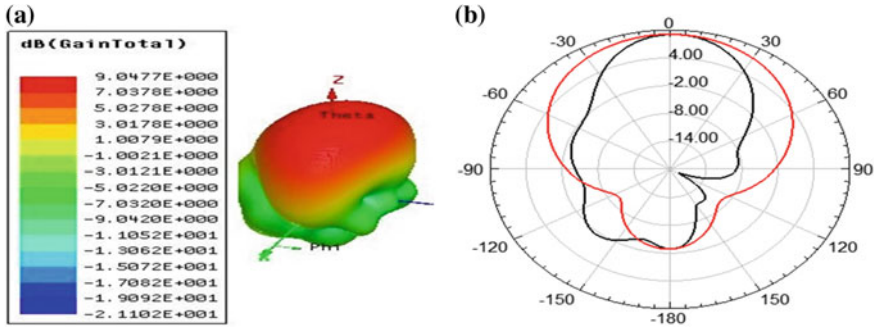 (a)
dB(GainTotal)
9.0477E+000
7.0378E+000
5.0278E+000
3.0178E+000
1.0079E+000
-1.0021E+000
-3.0121E+000
-5.0220E+000
-7.0320E+000
-9.0420E+000
-1.1052E+001
-1.3062E+001
-1.5072E+001
-1.7082E+001
-1.9092E+001
-2.1102E+001
Z
Theta
Phi
(b)
0
-30
30
4.00
-60
60
-2.00
-8.00
-14.00
-90
90
-120
120
-150
150
-180